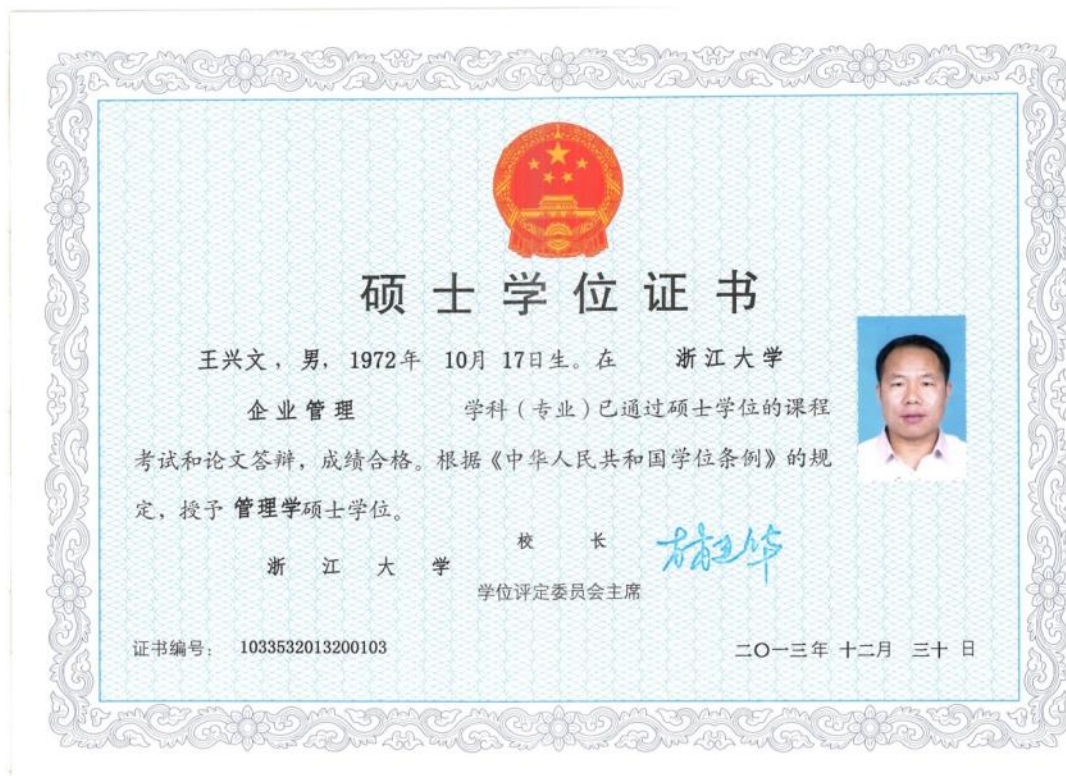 硕士学位证书
王兴文，男，1972年 10月 17日生。在 浙江大学
企业管理 学科（专业）已通过硕士学位的课程
考试和论文答辩，成绩合格。根据《中华人民共和国学位条例》的规
定，授予 管理学硕士学位。
校 长
浙 江 大 学
学位评定委员会主席
证书编号： 1033532013200103
二〇一三年 十二月 三十 日